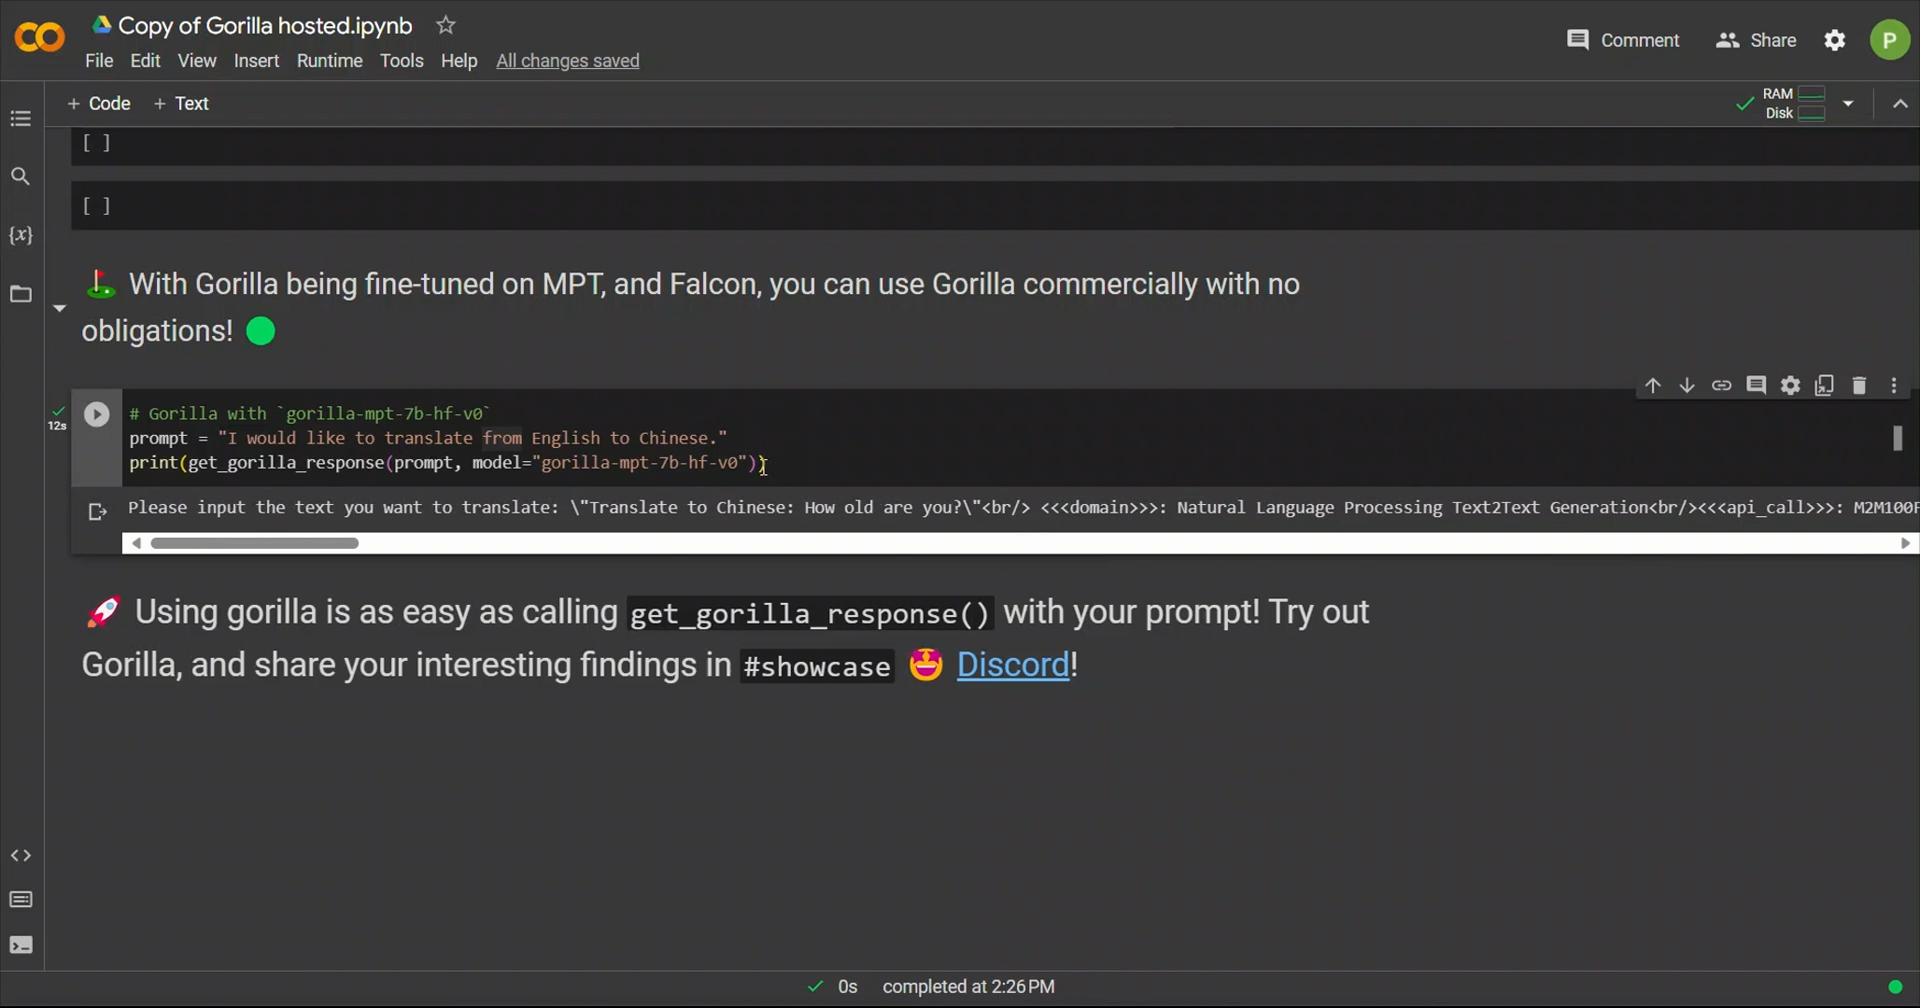 Copy of Gorilla hosted.ipynb
Comment
Share
P
File Edit View Insert Runtime Tools Help All changes saved
+ Code + Text
RAM
Disk
[ ]
{x}
[ ]
With Gorilla being fine-tuned on MPT, and Falcon, you can use Gorilla commercially with no
obligations!
12s
# Gorilla with `gorilla-mpt-7b-hf-v0`
prompt = "I would like to translate from English to Chinese."
print(get_gorilla_response(prompt, model="gorilla-mpt-7b-hf-v0"))
Please input the text you want to translate: \"Translate to Chinese: How old are you?\"<br/> <<<domain>>>: Natural Language Processing Text2Text Generation<br/><<<api_call>>>: M2M100F
Using gorilla is as easy as calling get_gorilla_response() with your prompt! Try out
Gorilla, and share your interesting findings in #showcase Discord!
0s completed at 2:26 PM